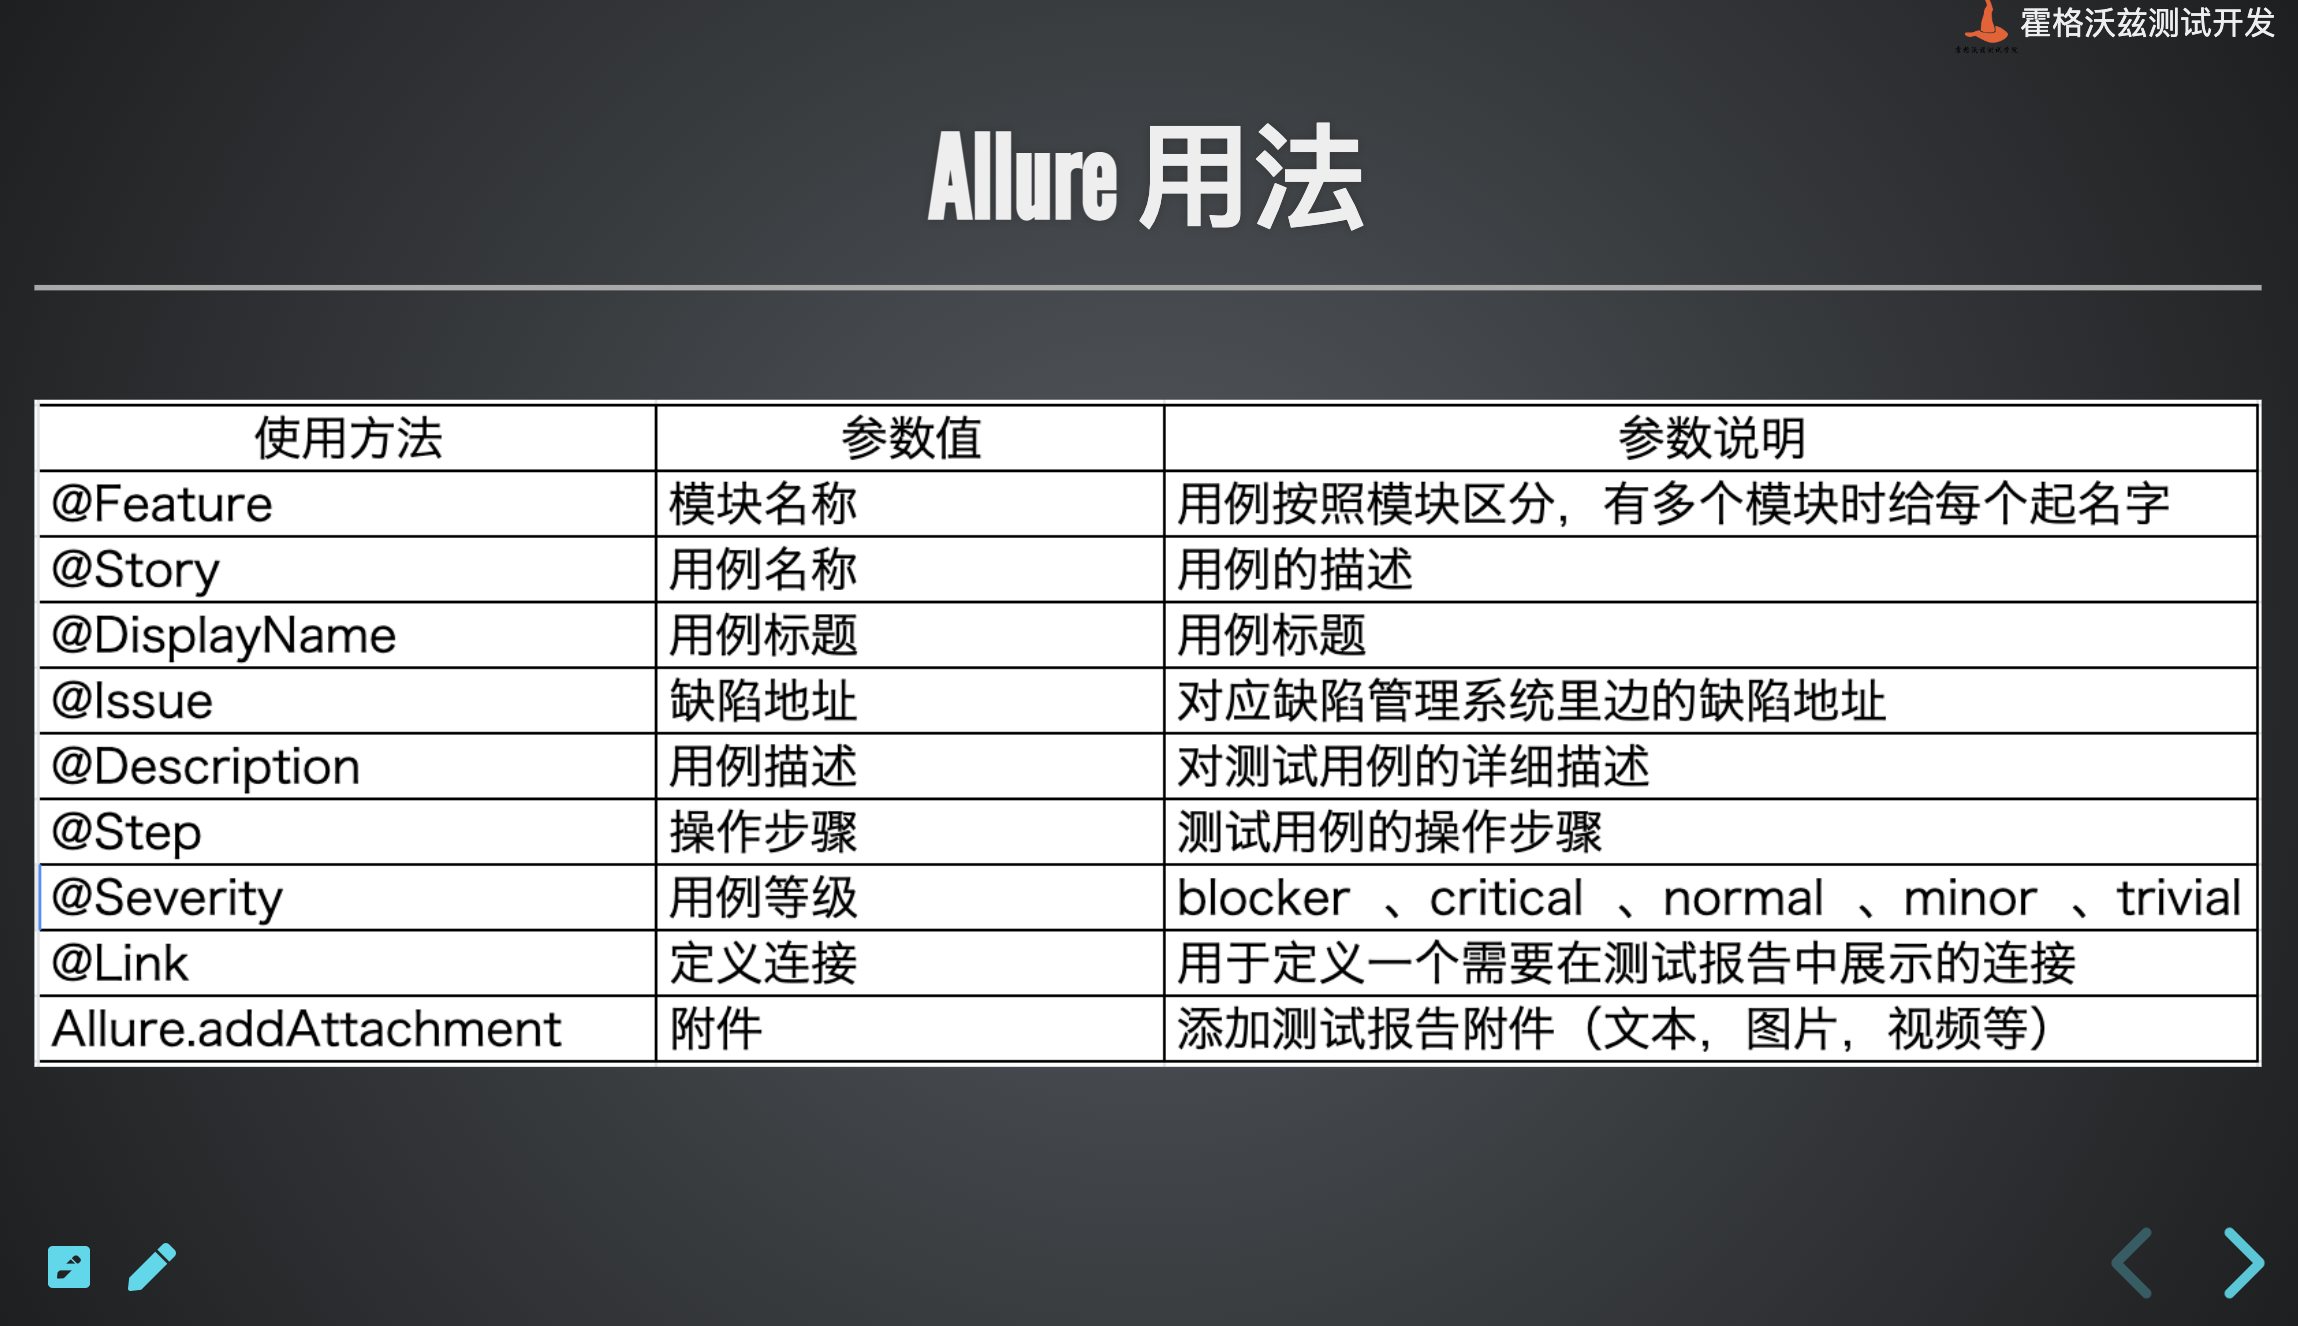 霍格沃兹测试开发
Allure 用法
使用方法 参数值 参数说明
@Feature 模块名称 用例按照模块区分，有多个模块时给每个起名字
@Story 用例名称 用例的描述
@DisplayName 用例标题 用例标题
@Issue 缺陷地址 对应缺陷管理系统里边的缺陷地址
@Description 用例描述 对测试用例的详细描述
@Step 操作步骤 测试用例的操作步骤
@Severity 用例等级 blocker 、critical 、normal 、minor 、trivial
@Link 定义连接 用于定义一个需要在测试报告中展示的连接
Allure.addAttachment 附件 添加测试报告附件（文本，图片，视频等）